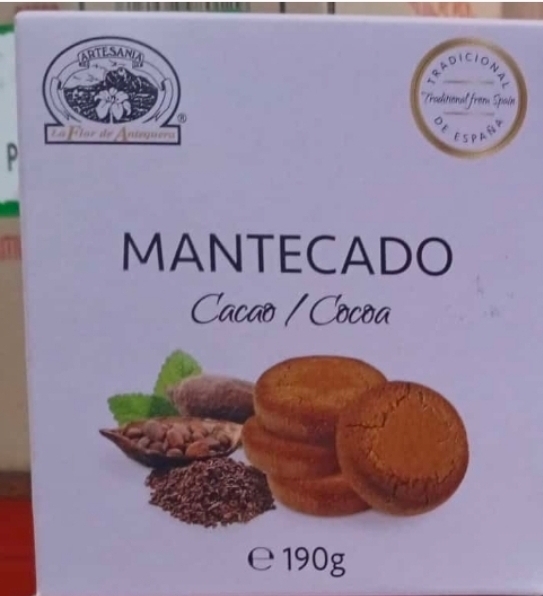 ARTESANIA
La Flor de Antequera
®
TRADICIONAL
Traditional from Spain
DE ESPAÑA
P
MANTECADO
Cacao / Cocoa
e 190g